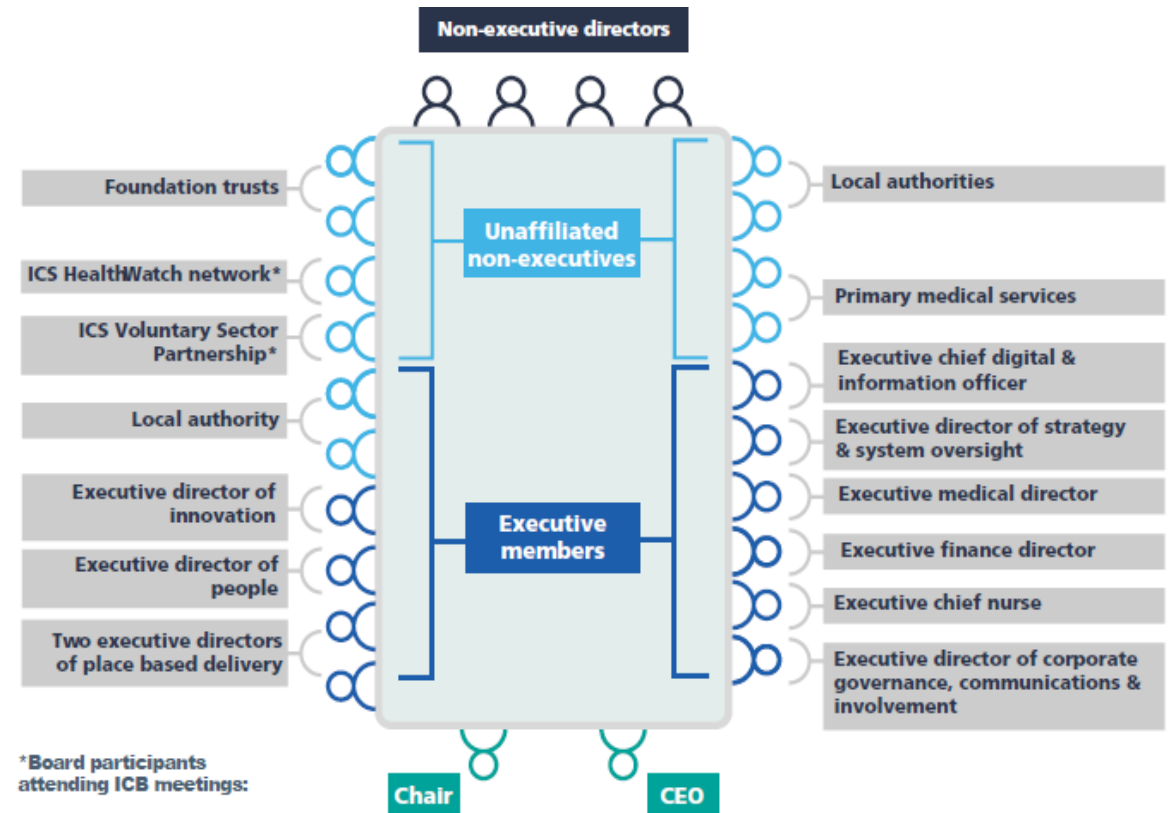 Non-executive directors
Foundation trusts
ICS HealthWatch network*
ICS Voluntary Sector
Partnership*
Local authority
Executive director of
innovation
Executive director of
people
Two executive directors
of place based delivery
*Board participants
attending ICB meetings:
Unaffiliated
non-executives
Executive
members
Chair
CEO
Local authorities
Primary medical services
Executive chief digital &
information officer
Executive director of strategy
& system oversight
Executive medical director
Executive finance director
Executive chief nurse
Executive director of corporate
governance, communications &
involvement